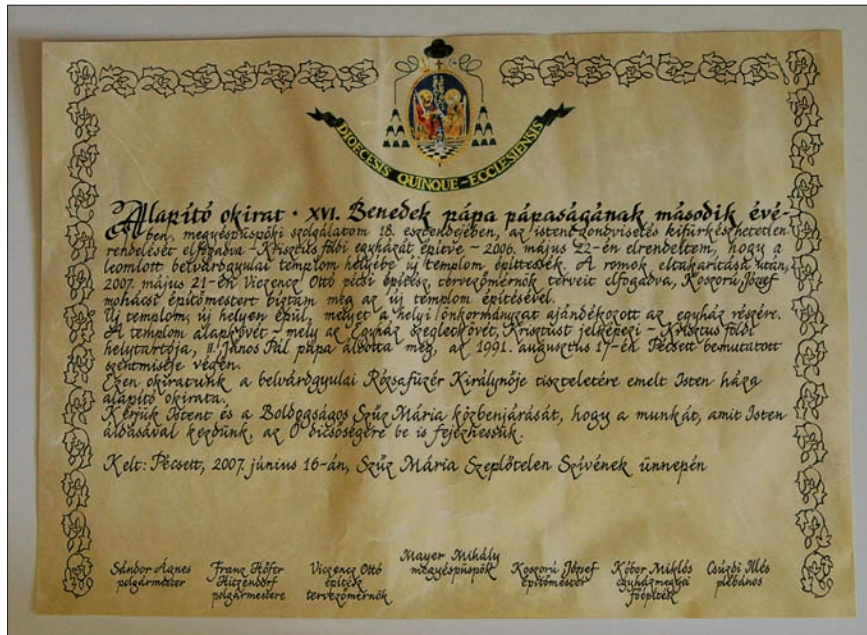 DIOECESIS QUINQUE-ECCLESIENSIS
Alapító okirat · XVI. Benedek pápa pápaságának második évé-
ben, megyéspüspöki szolgálatom 18. esztendejében, az isteni gondviselés kifürkészhetetlen
rendelését elfogadva - Krisztus földi egyházát építve - 2006. május 22-én elrendeltem, hogy a
leomlott belvárdgyulai templom helyébe új templom építtessék. A romok eltakarítása után,
2007. május 21-én Viczencz Ottó pécsi építész, tervezőmérnök terveit elfogadva, Koszorú József
mohácsi építőmestert bíztam meg az új templom építésével.
Új templom, új helyen épül, melyet a helyi önkormányzat ajándékozott az egyház részére.
A templom alapkövét - mely az Egyház szegletkövét, Krisztust jelképezi - Krisztus földi
helytartója, II. János Pál pápa áldotta meg, az 1991. augusztus 17-én Pécsett bemutatott
szentmiséje végén.
Ezen okiratunk a belvárdgyulai Rózsafüzér Királynője tiszteletére emelt Isten háza
alapító okirata.
Kérjük Istent és a Boldogságos Szűz Mária közbenjárását, hogy a munkát, amit Isten
áldásával kezdünk, az Ő dicsőségére be is fejezhessük.
Kelt: Pécsett, 2007. június 16-án, Szűz Mária Szeplőtelen Szívének ünnepén
Sándor Ágnes
polgármester
Franz Höfer
Hitzendorf
polgármestere
Viczencz Ottó
építész
tervezőmérnök
Mayer Mihály
megyéspüspök
Koszorú József
építőmester
Kóbor Miklós
egyházmegyei
főépítész
Csúzdi Illés
plébános